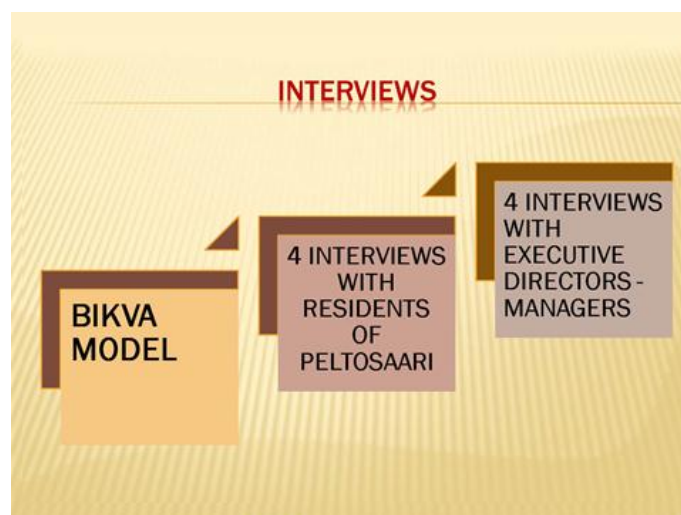 INTERVIEWS
BIKVA
MODEL
4 INTERVIEWS
WITH
RESIDENTS
OF
PELTOSAARI
4 INTERVIEWS
WITH
EXECUTIVE
DIRECTORS -
MANAGERS